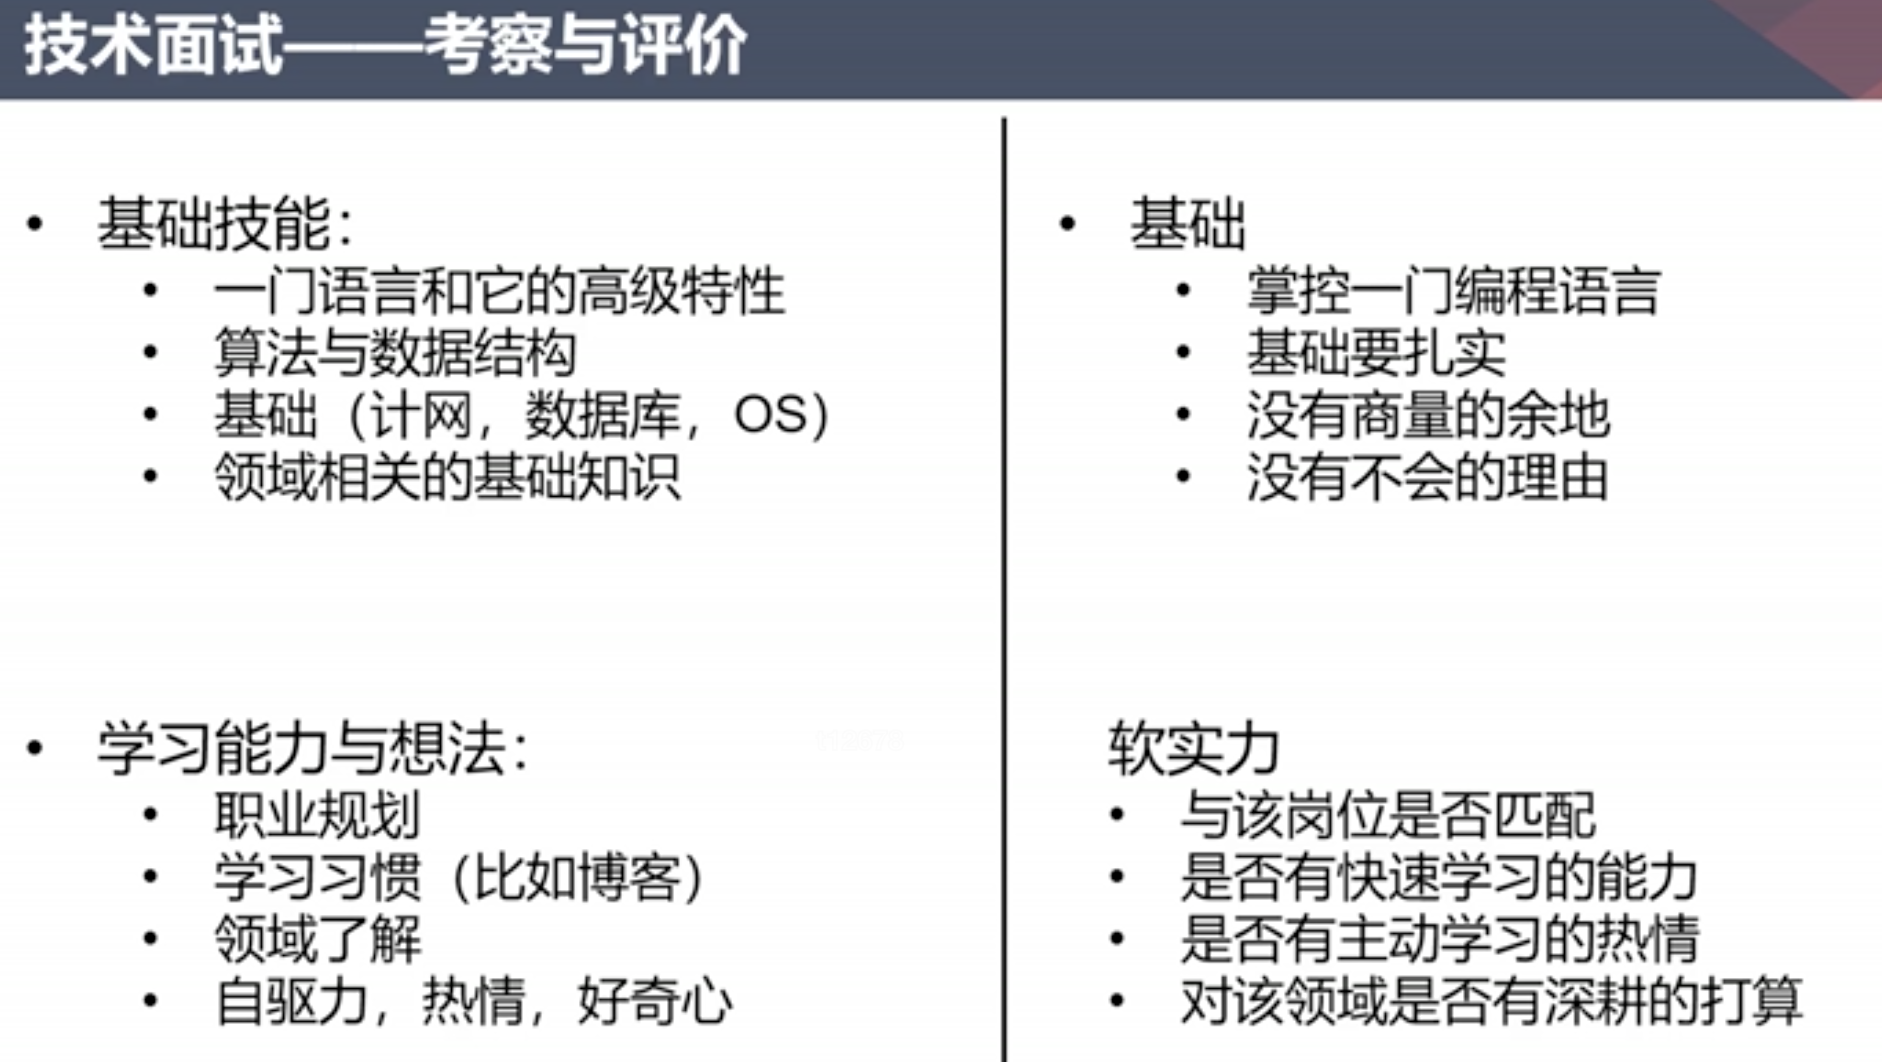 技术面试——考察与评价
• 基础技能：
• 一门语言和它的高级特性
• 算法与数据结构
• 基础（计网，数据库，OS）
• 领域相关的基础知识
• 学习能力与想法：
• 职业规划
• 学习习惯（比如博客）
• 领域了解
• 自驱力，热情，好奇心
• 基础
• 掌控一门编程语言
• 基础要扎实
• 没有商量的余地
• 没有不会的理由
软实力
• 与该岗位是否匹配
• 是否有快速学习的能力
• 是否有主动学习的热情
• 对该领域是否有深耕的打算